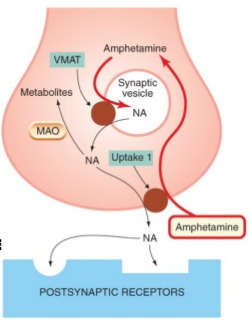 Amphetamine
VMAT
Synaptic
vesicle
Metabolites
NA
MAO
NA
Uptake 1
Amphetamine
NA
POSTSYNAPTIC RECEPTORS